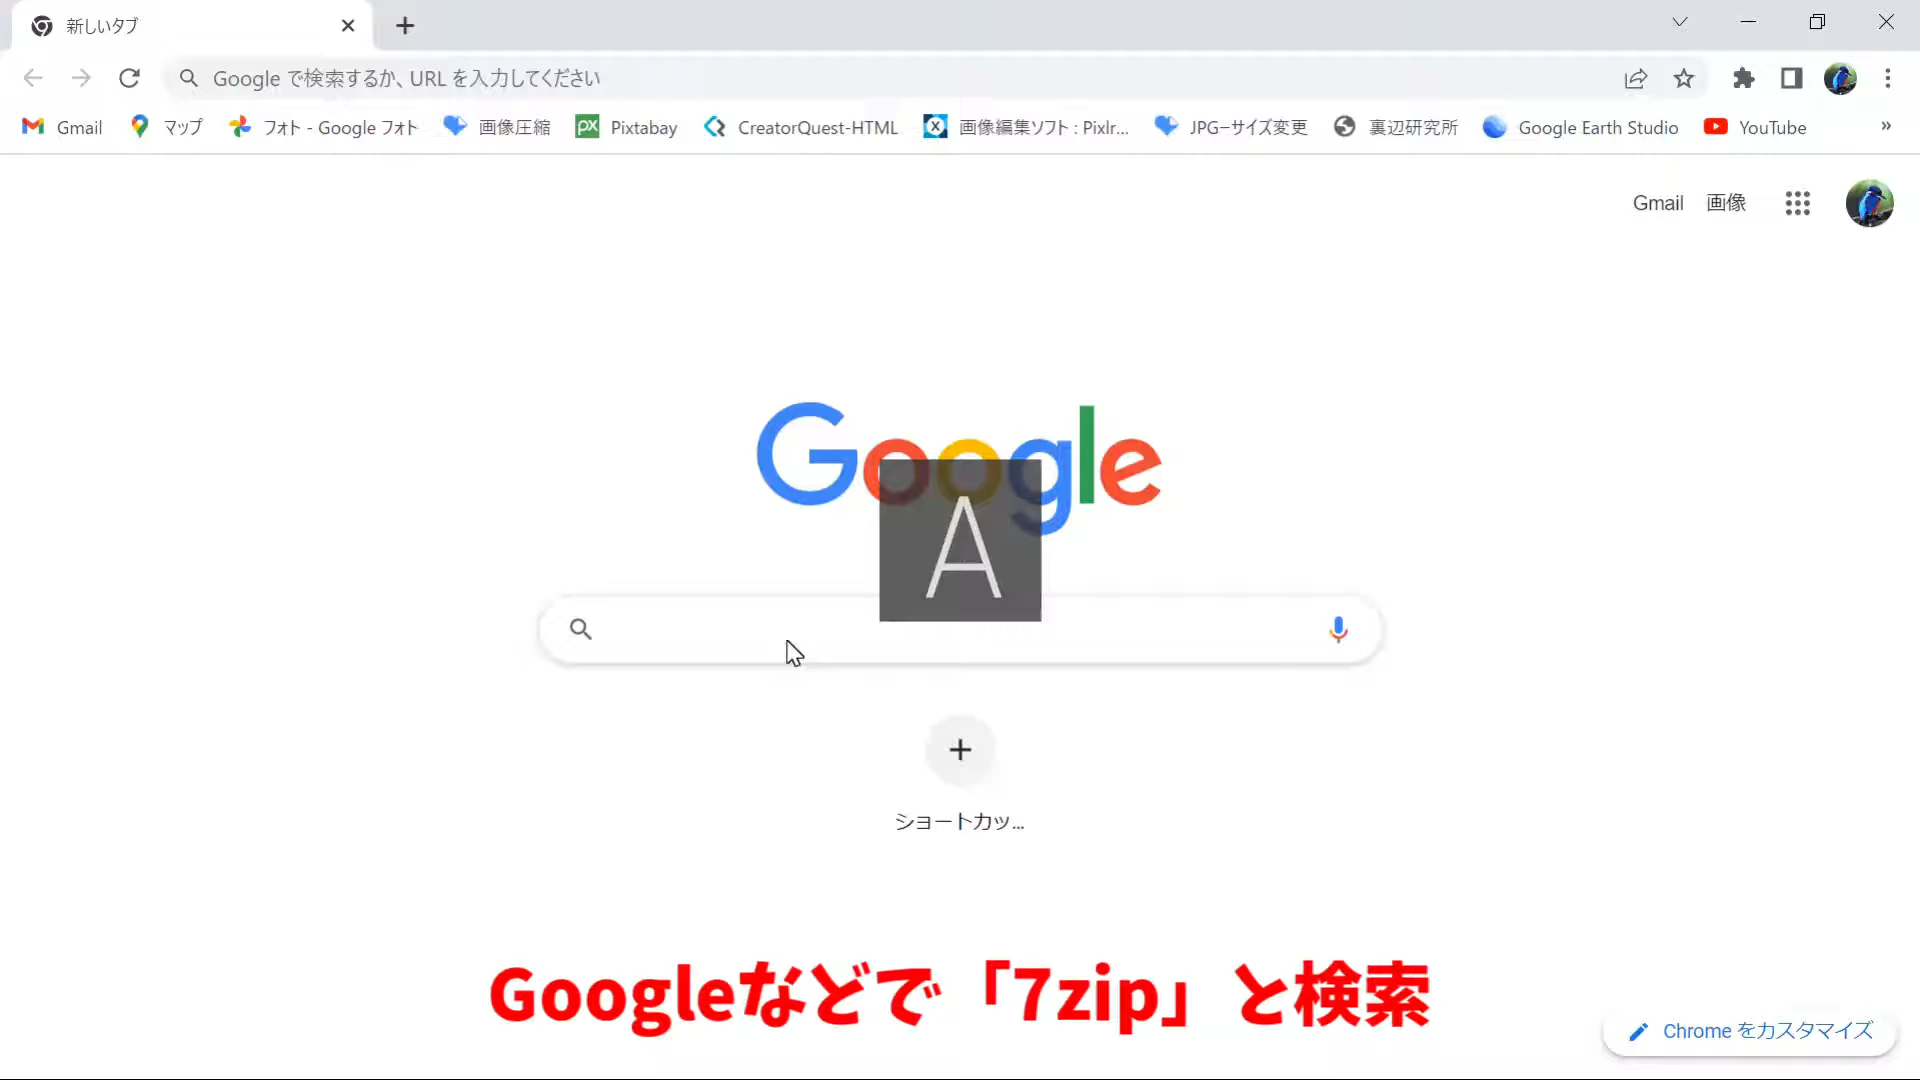 新しいタブ
Google で検索するか、URL を入力してください
Gmail マップ フォト - Google フォト 画像圧縮 px Pixtabay CreatorQuest-HTML 画像編集ソフト : Pixlr... JPG-サイズ変更 裏辺研究所 Google Earth Studio YouTube »
Gmail 画像
Google
A
ショートカッ...
Googleなどで「7zip」と検索
Chrome をカスタマイズ